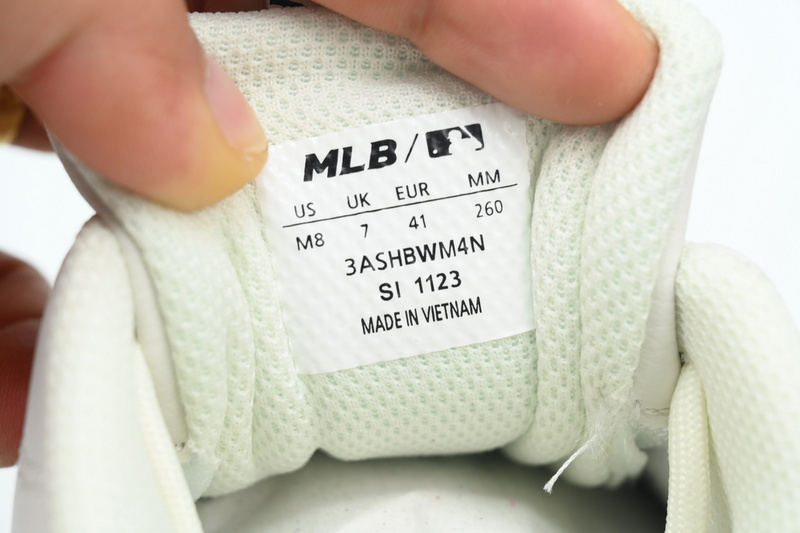 MLB/
US UK EUR MM
M8 7 41 260
3ASHBWM4N
SI 1123
MADE IN VIETNAM